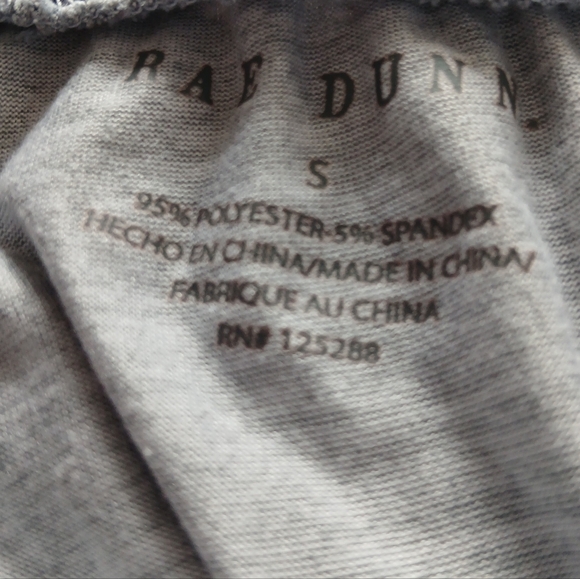 RAE DUNN.
S
95% POLYESTER-5% SPANDEX
HECHO EN CHINA/MADE IN CHINA/
FABRIQUE AU CHINA
RN# 125288